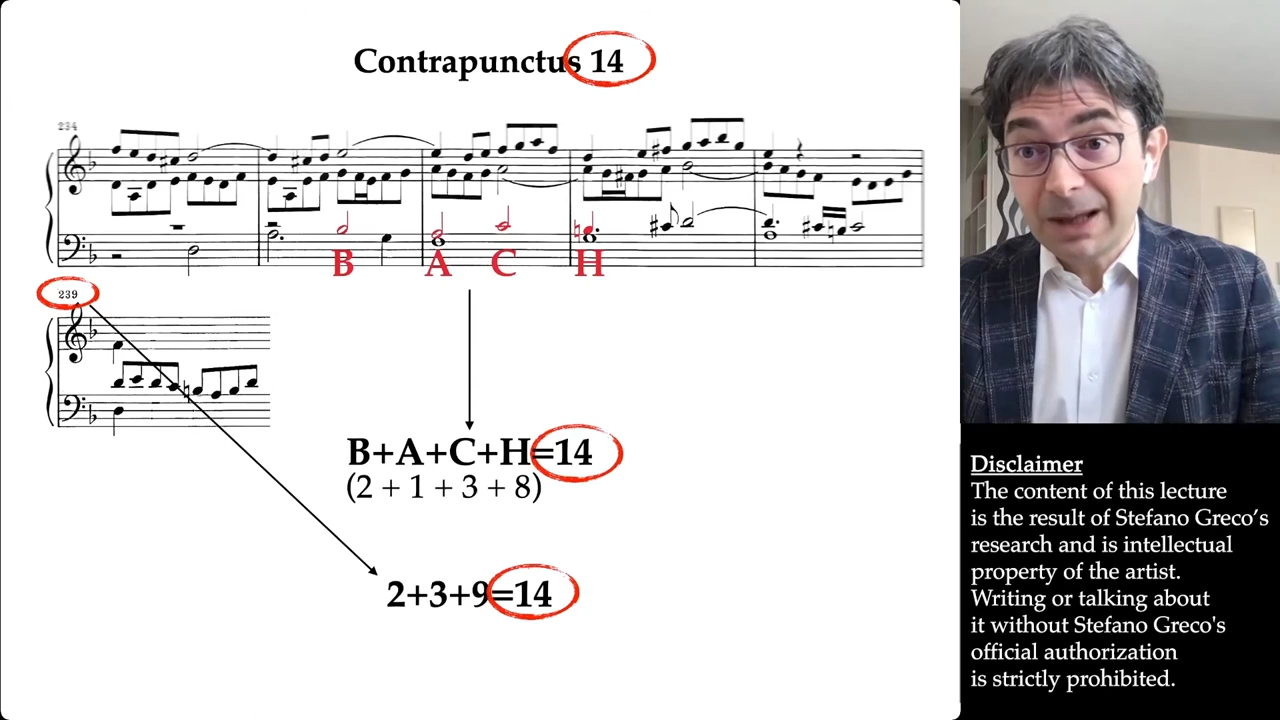 Contrapunctus 14
234
B A C H
239
B+A+C+H=14
(2 + 1 + 3 + 8)
2+3+9=14
Disclaimer
The content of this lecture
is the result of Stefano Greco’s
research and is intellectual
property of the artist.
Writing or talking about
it without Stefano Greco's
official authorization
is strictly prohibited.